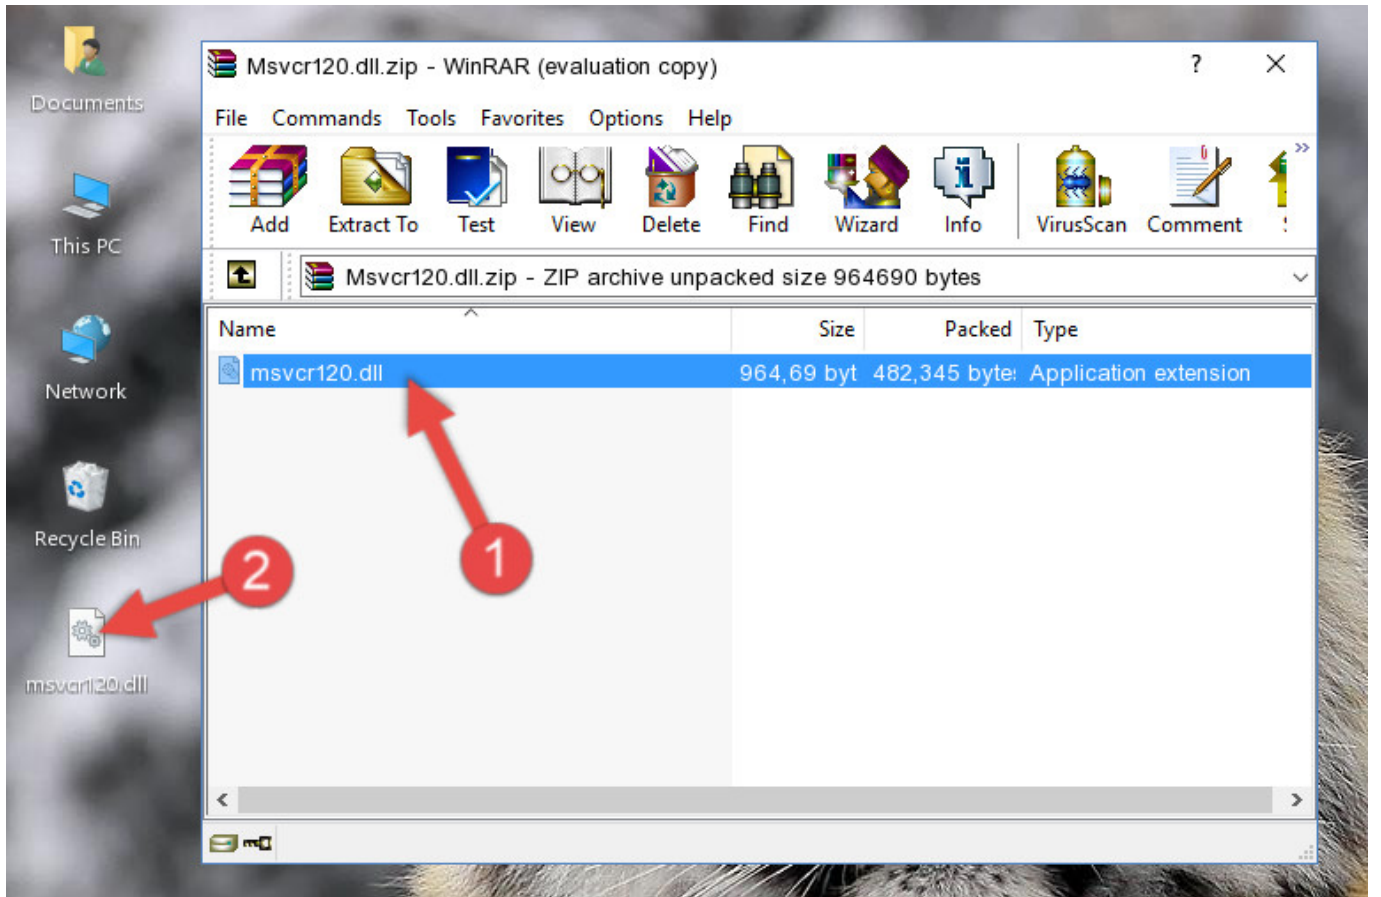 Documents
This PC
Network
Recycle Bin
msvcr120.dll
Msvcr120.dll.zip - WinRAR (evaluation copy)
? ×
File Commands Tools Favorites Options Help
Add Extract To Test View Delete Find Wizard Info VirusScan Comment
Msvcr120.dll.zip - ZIP archive unpacked size 964690 bytes
Name Size Packed Type
msvcr120.dll 964,69 byt 482,345 byte Application extension
1
2